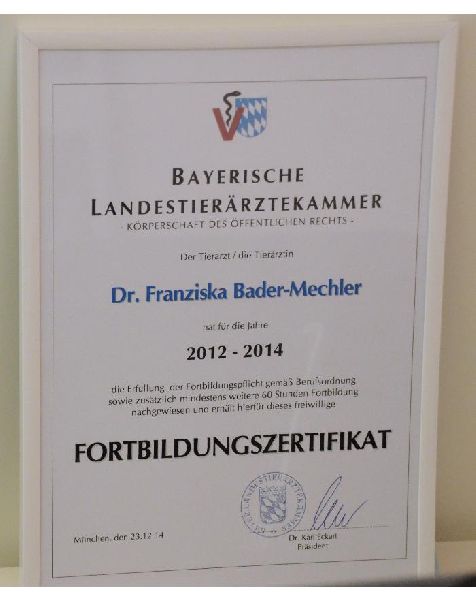 BAYERISCHE
LANDESTIERÄRZTEKAMMER
- KÖRPERSCHAFT DES ÖFFENTLICHEN RECHTS -
Der Tierarzt / die Tierärztin
Dr. Franziska Bader-Mechler
hat für die Jahre
2012 - 2014
die Erfüllung der Fortbildungspflicht gemäß Berufsordnung
sowie zusätzlich mindestens weitere 60 Stunden Fortbildung
nachgewiesen und erhält hierfür dieses freiwillige
FORTBILDUNGSZERTIFIKAT
München, den 23.12.14
Dr. Karl Eckart
Präsident